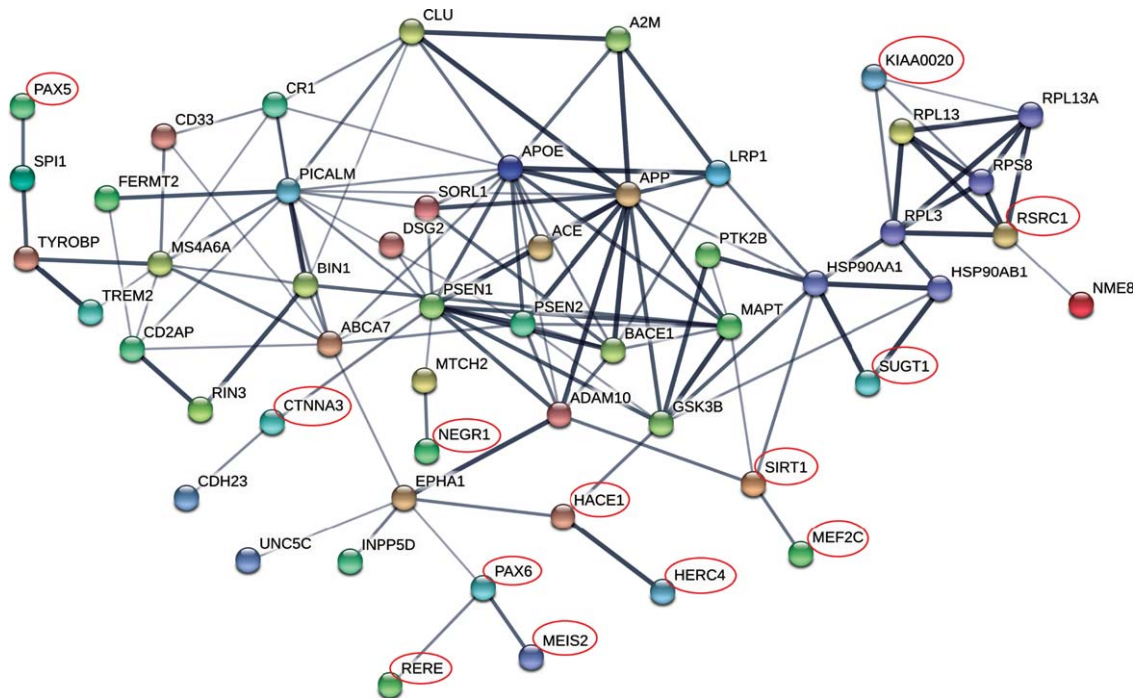 CLU
A2M
KIAA0020
PAX5
CR1
RPL13A
RPL13
CD33
SPI1
APOE
LRP1
RPS8
FERMT2
PICALM
SORL1
APP
RPL3
RSRC1
DSG2
ACE
PTK2B
TYROBP
MS4A6A
HSP90AA1
HSP90AB1
BIN1
PSEN1
NME8
TREM2
PSEN2
MAPT
CD2AP
ABCA7
BACE1
MTCH2
SUGT1
RIN3
CTNNA3
ADAM10
GSK3B
NEGR1
SIRT1
CDH23
EPHA1
HACE1
MEF2C
UNC5C
INPP5D
PAX6
HERC4
MEIS2
RERE